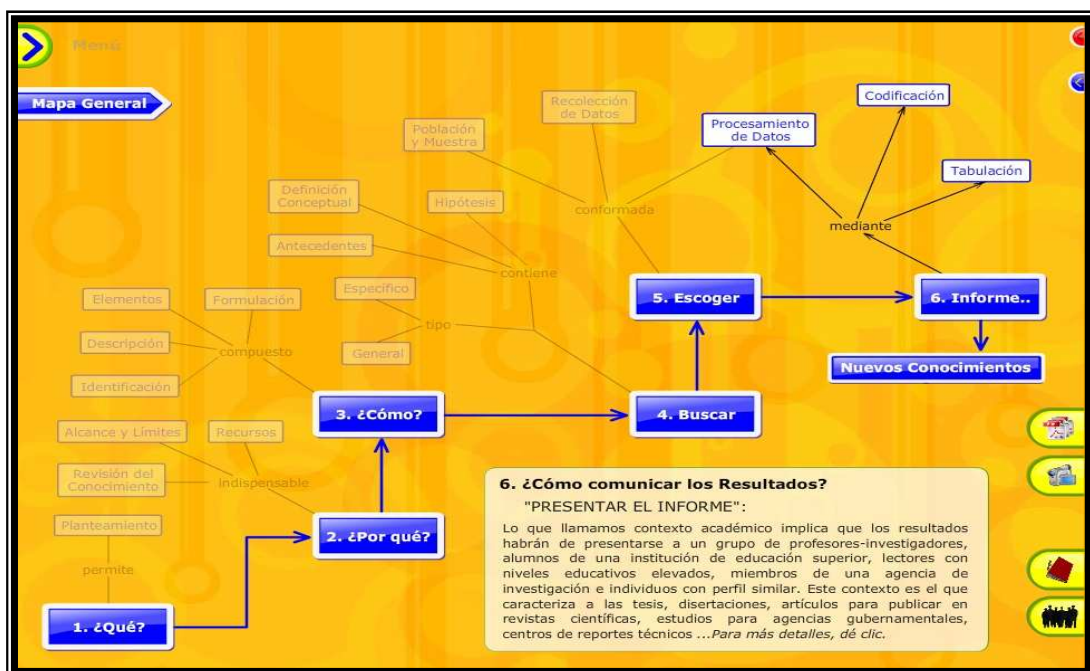 Menú
Mapa General
Codificación
Recolección
de Datos
Procesamiento
de Datos
Población
y Muestra
Tabulación
Definición
Conceptual
Hipótesis
conformada
mediante
Antecedentes
contiene
Específico
5. Escoger
6. Informe..
Elementos
Formulación
tipo
Descripción
compuesto
General
Nuevos Conocimientos
Identificación
3. ¿Cómo?
4. Buscar
Alcance y Límites
Recursos
Revisión del
Conocimiento
Indispensable
Planteamiento
2. ¿Por qué?
permite
1. ¿Qué?
6. ¿Cómo comunicar los Resultados?
"PRESENTAR EL INFORME":
Lo que llamamos contexto académico implica que los resultados
habrán de presentarse a un grupo de profesores-investigadores,
alumnos de una institución de educación superior, lectores con
niveles educativos elevados, miembros de una agencia de
investigación e individuos con perfil similar. Este contexto es el que
caracteriza a las tesis, disertaciones, artículos para publicar en
revistas científicas, estudios para agencias gubernamentales,
centros de reportes técnicos ...Para más detalles, dé clic.